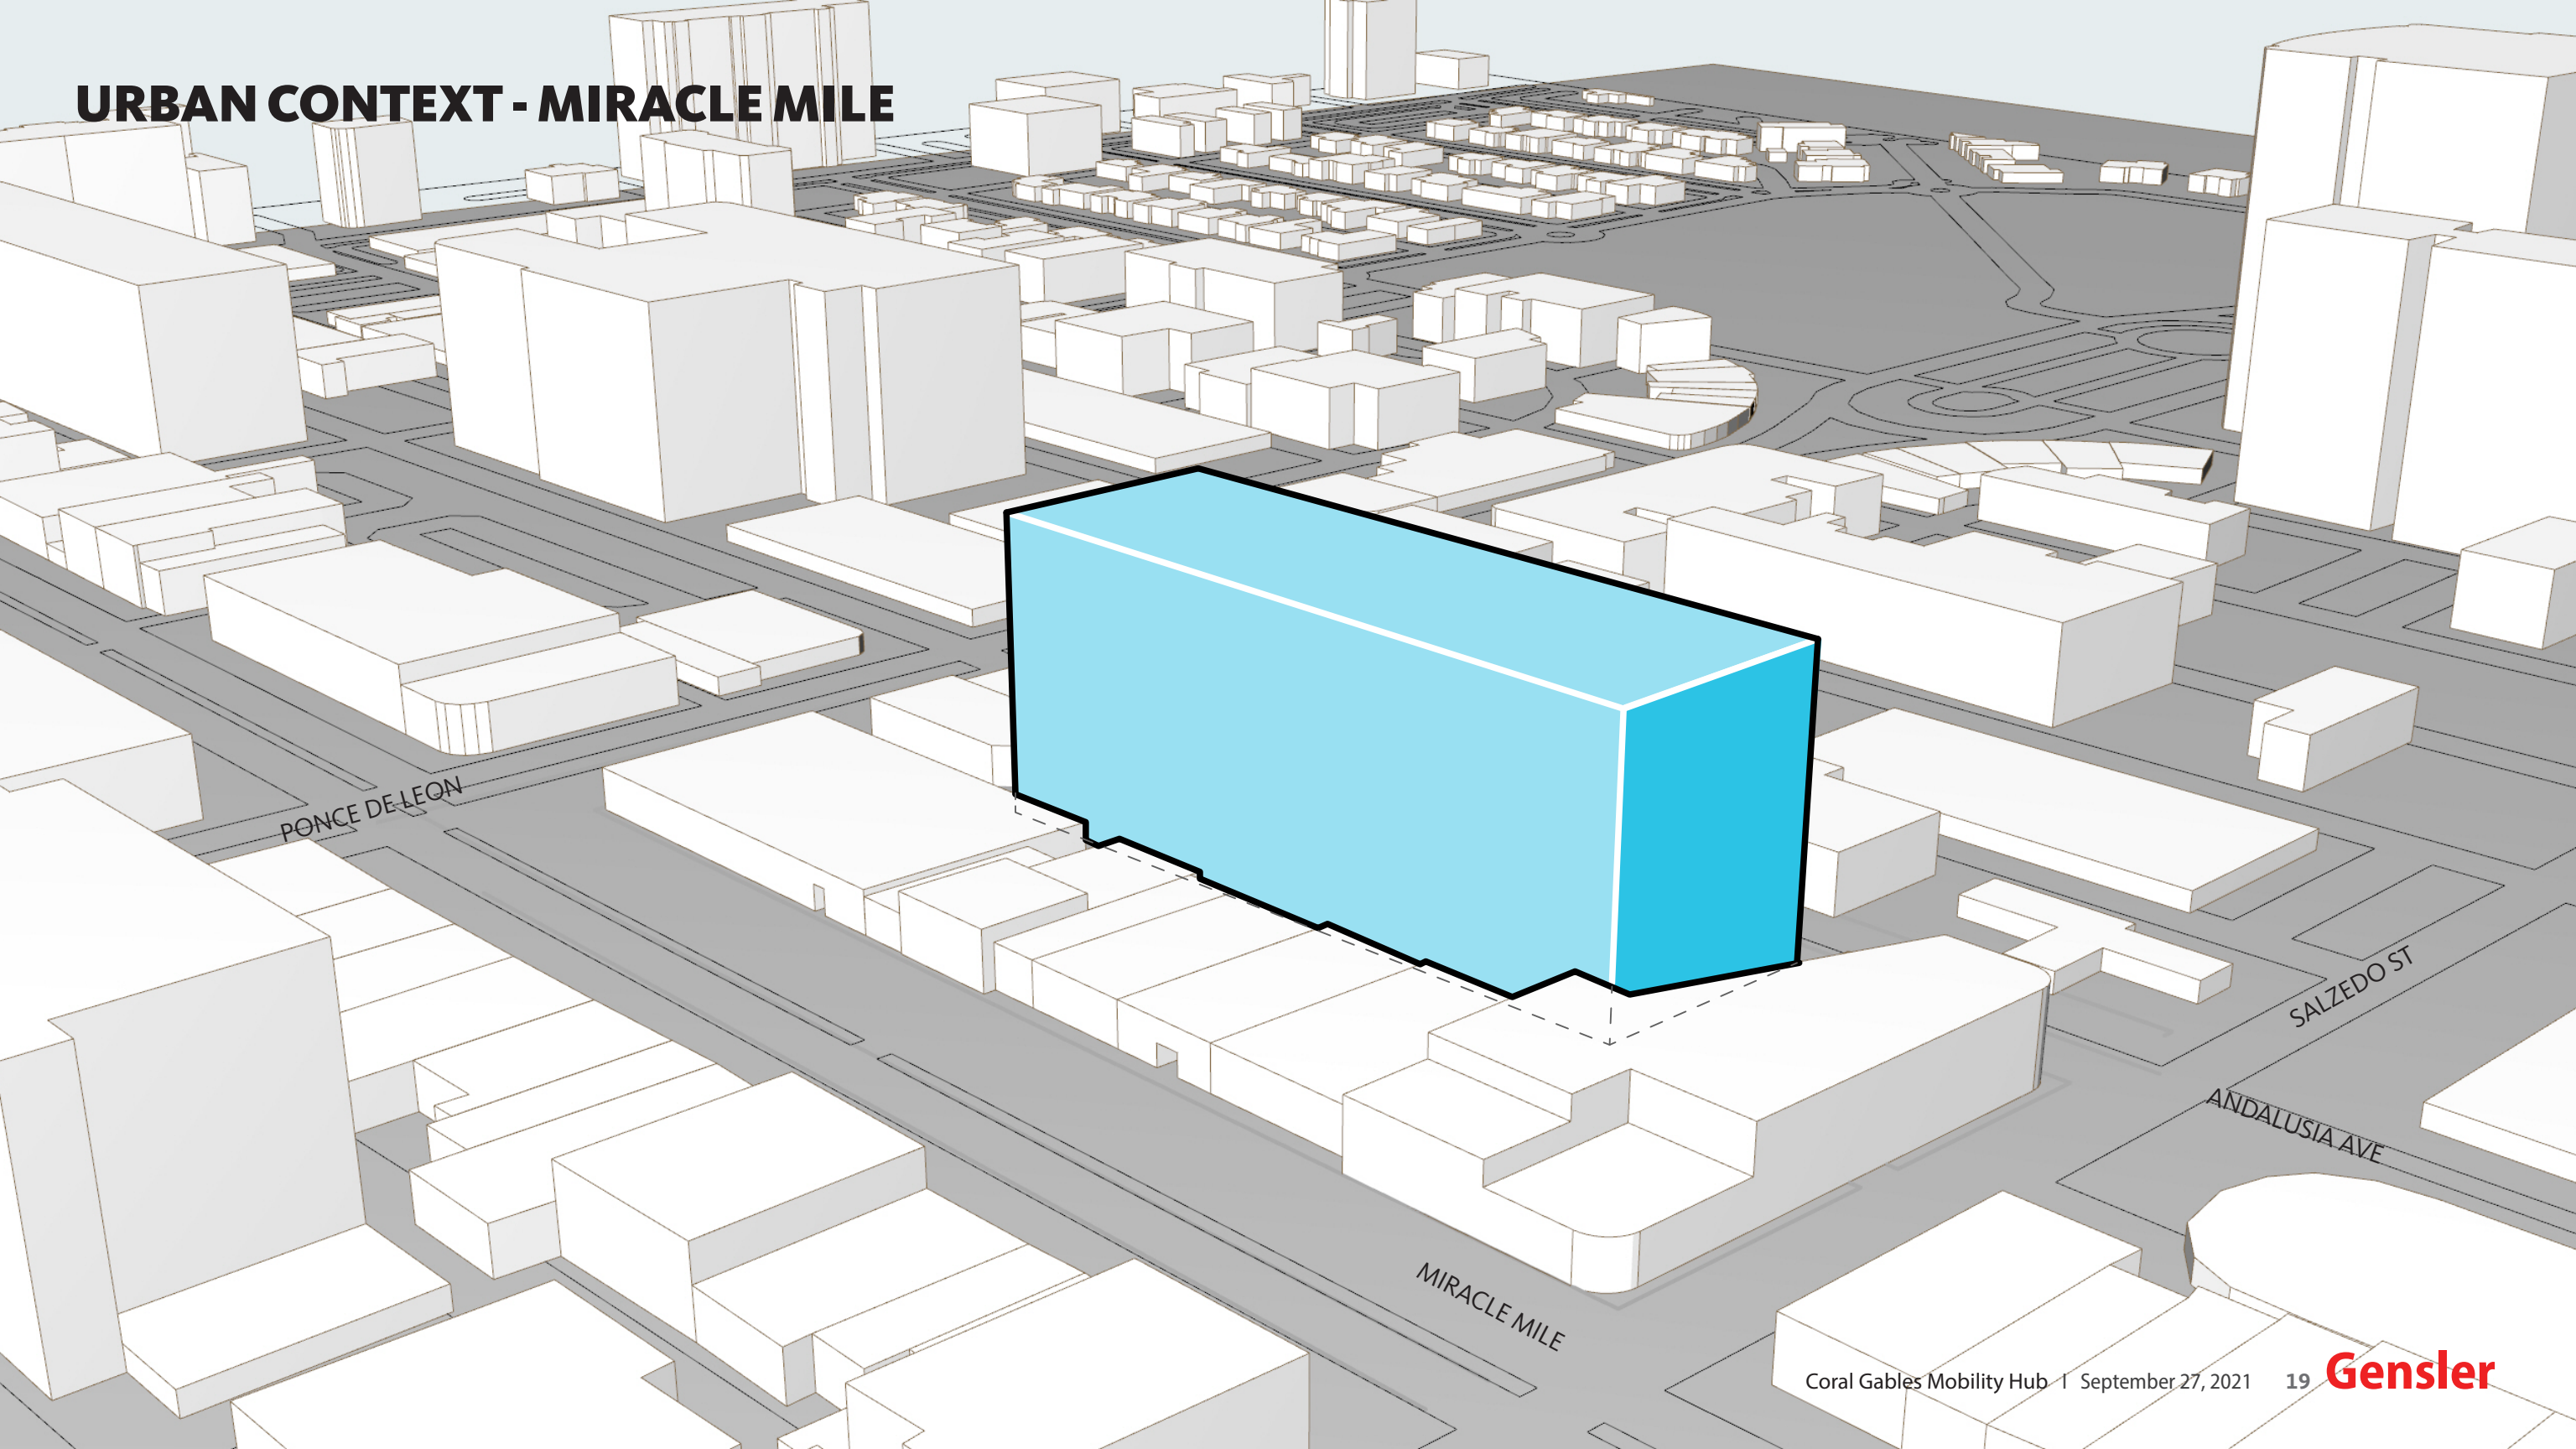 URBAN CONTEXT - MIRACLE MILE
PONCE DE LEON
SALZEDO ST
ANDALUSIA AVE
MIRACLE MILE
Coral Gables Mobility Hub | September 27, 2021 19 Gensler